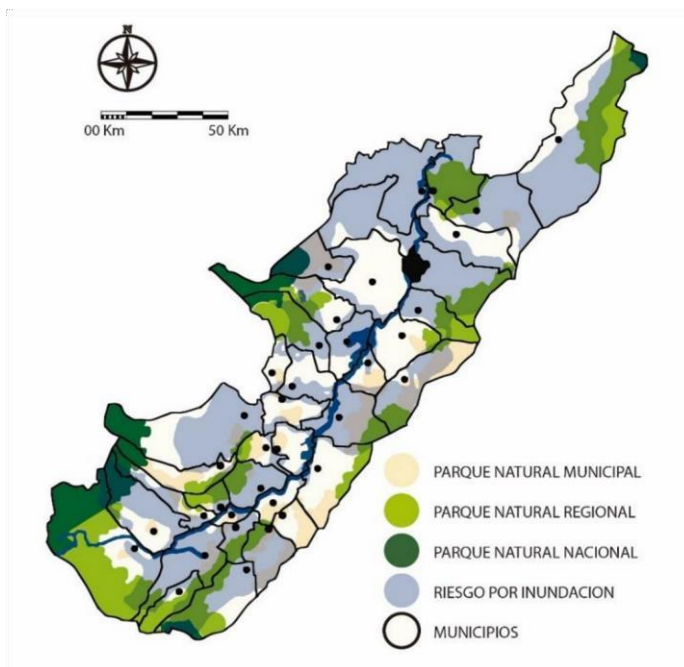 N
00 Km 50 Km
PARQUE NATURAL MUNICIPAL
PARQUE NATURAL REGIONAL
PARQUE NATURAL NACIONAL
RIESGO POR INUNDACION
MUNICIPIOS